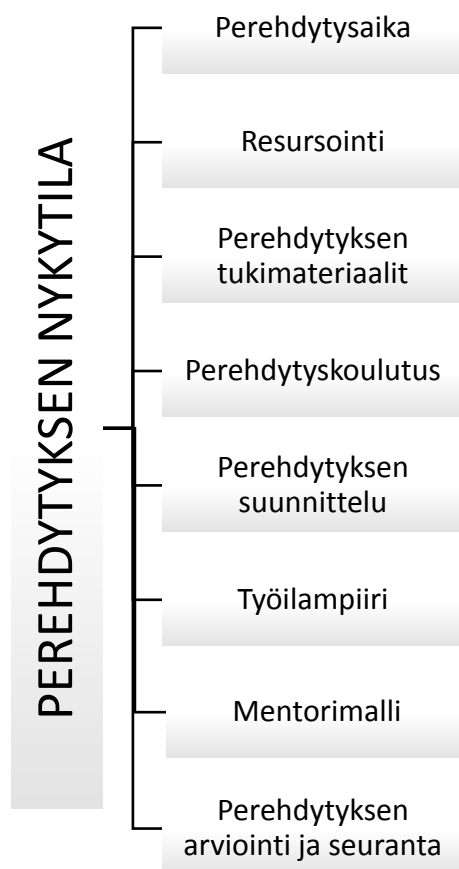 PEREHDYTYKSEN NYKYTILA
Perehdytysaika
Resursointi
Perehdytyksen
tukimateriaalit
Perehdytyskoulutus
Perehdytyksen
suunnittelu
Työilampiiri
Mentorimalli
Perehdytyksen
arviointi ja seuranta